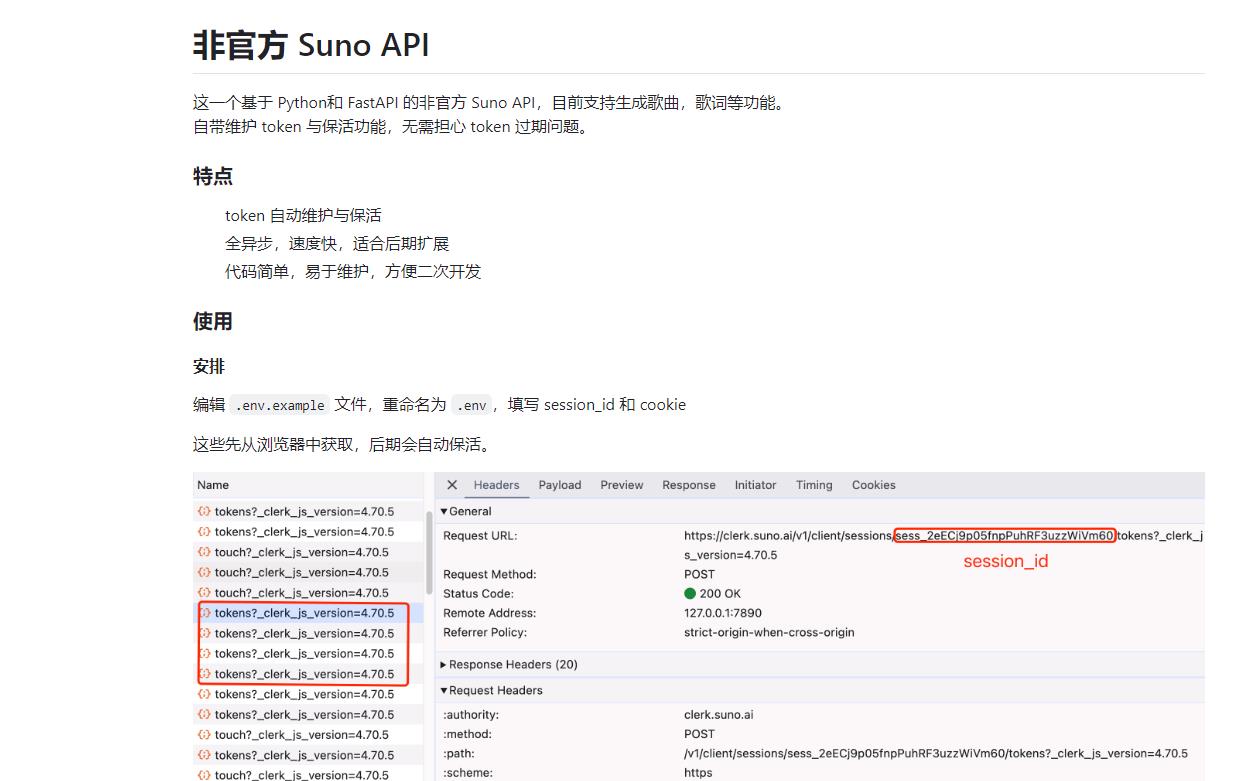 非官方 Suno API
这一个基于 Python和 FastAPI 的非官方 Suno API，目前支持生成歌曲，歌词等功能。
自带维护 token 与保活功能，无需担心 token 过期问题。
特点
token 自动维护与保活
全异步，速度快，适合后期扩展
代码简单，易于维护，方便二次开发
使用
安排
编辑 .env.example 文件，重命名为 .env，填写 session_id 和 cookie
这些先从浏览器中获取，后期会自动保活。
Name
tokens?_clerk_js_version=4.70.5
tokens?_clerk_js_version=4.70.5
touch?_clerk_js_version=4.70.5
touch?_clerk_js_version=4.70.5
touch?_clerk_js_version=4.70.5
tokens?_clerk_js_version=4.70.5
tokens?_clerk_js_version=4.70.5
tokens?_clerk_js_version=4.70.5
tokens?_clerk_js_version=4.70.5
tokens?_clerk_js_version=4.70.5
tokens?_clerk_js_version=4.70.5
touch?_clerk_js_version=4.70.5
tokens?_clerk_js_version=4.70.5
touch?_clerk_js_version=4.70.5
Headers Payload Preview Response Initiator Timing Cookies
General
Request URL: https://clerk.suno.ai/v1/client/sessions/sess_2eECj9p05fnpPuhRF3uzzWiVm60/tokens?_clerk_j
s_version=4.70.5
session_id
Request Method: POST
Status Code: 200 OK
Remote Address: 127.0.0.1:7890
Referrer Policy: strict-origin-when-cross-origin
Response Headers (20)
Request Headers
:authority: clerk.suno.ai
:method: POST
:path: /v1/client/sessions/sess_2eECj9p05fnpPuhRF3uzzWiVm60/tokens?_clerk_js_version=4.70.5
:scheme: https